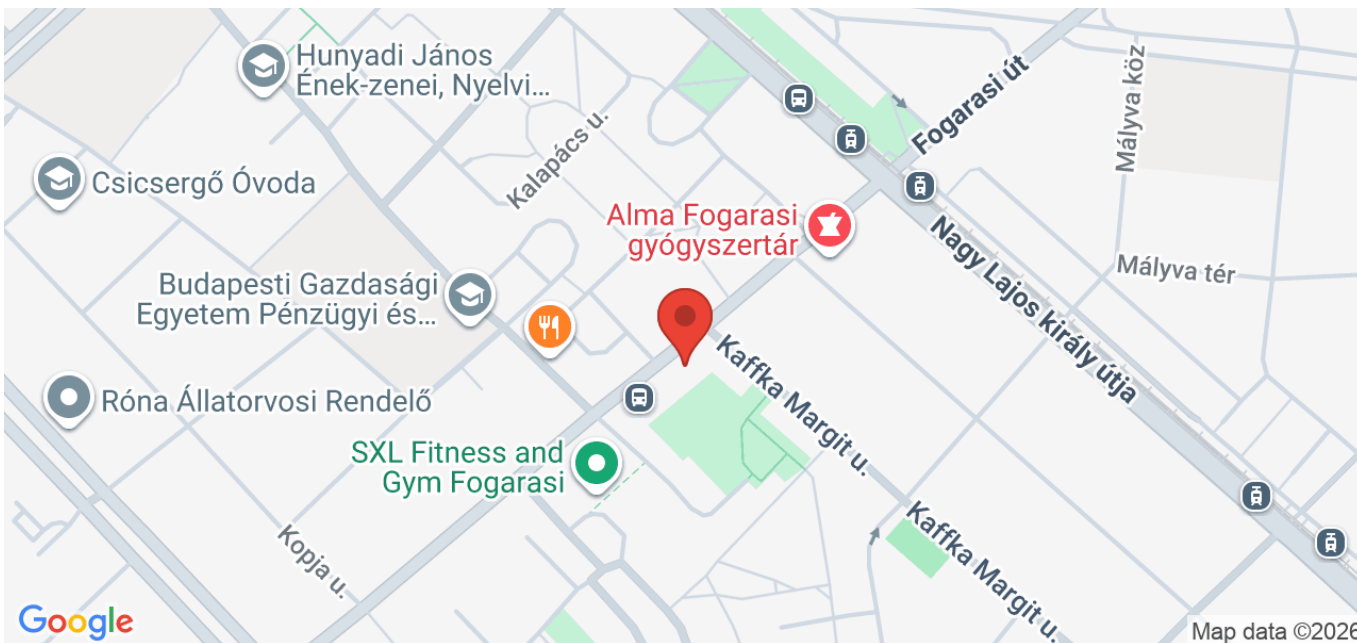 Hunyadi János
Ének-zenei, Nyelvi...
Fogarasi út
Mályva köz
Kalapács u.
Csicsergő Óvoda
Alma Fogarasi
gyógyszertár
Nagy Lajos király útja
Mályva tér
Budapesti Gazdasági
Egyetem Pénzügyi és...
Kaffka Margit u.
Róna Állatorvosi Rendelő
SXL Fitness and
Gym Fogarasi
Kopja u.
Kaffka Margit u.
Google
Map data ©2026